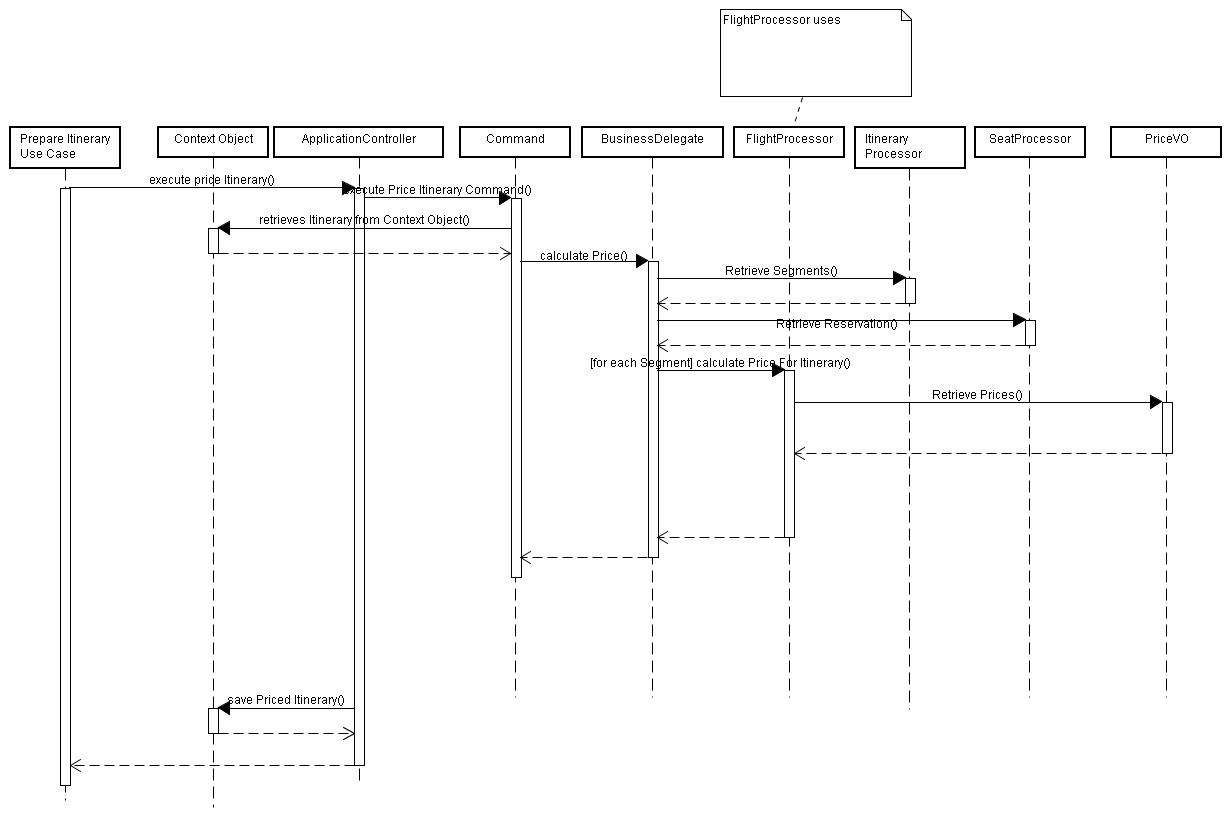 FlightProcessor uses
Prepare Itinerary
Use Case
Context Object
ApplicationController
Command
BusinessDelegate
FlightProcessor
Itinerary
Processor
SeatProcessor
PriceVO
execute price Itinerary()
execute Price Itinerary Command()
retrieves Itinerary from Context Object()
calculate Price()
Retrieve Segments()
Retrieve Reservation()
[for each Segment] calculate Price For Itinerary()
Retrieve Prices()
save Priced Itinerary()